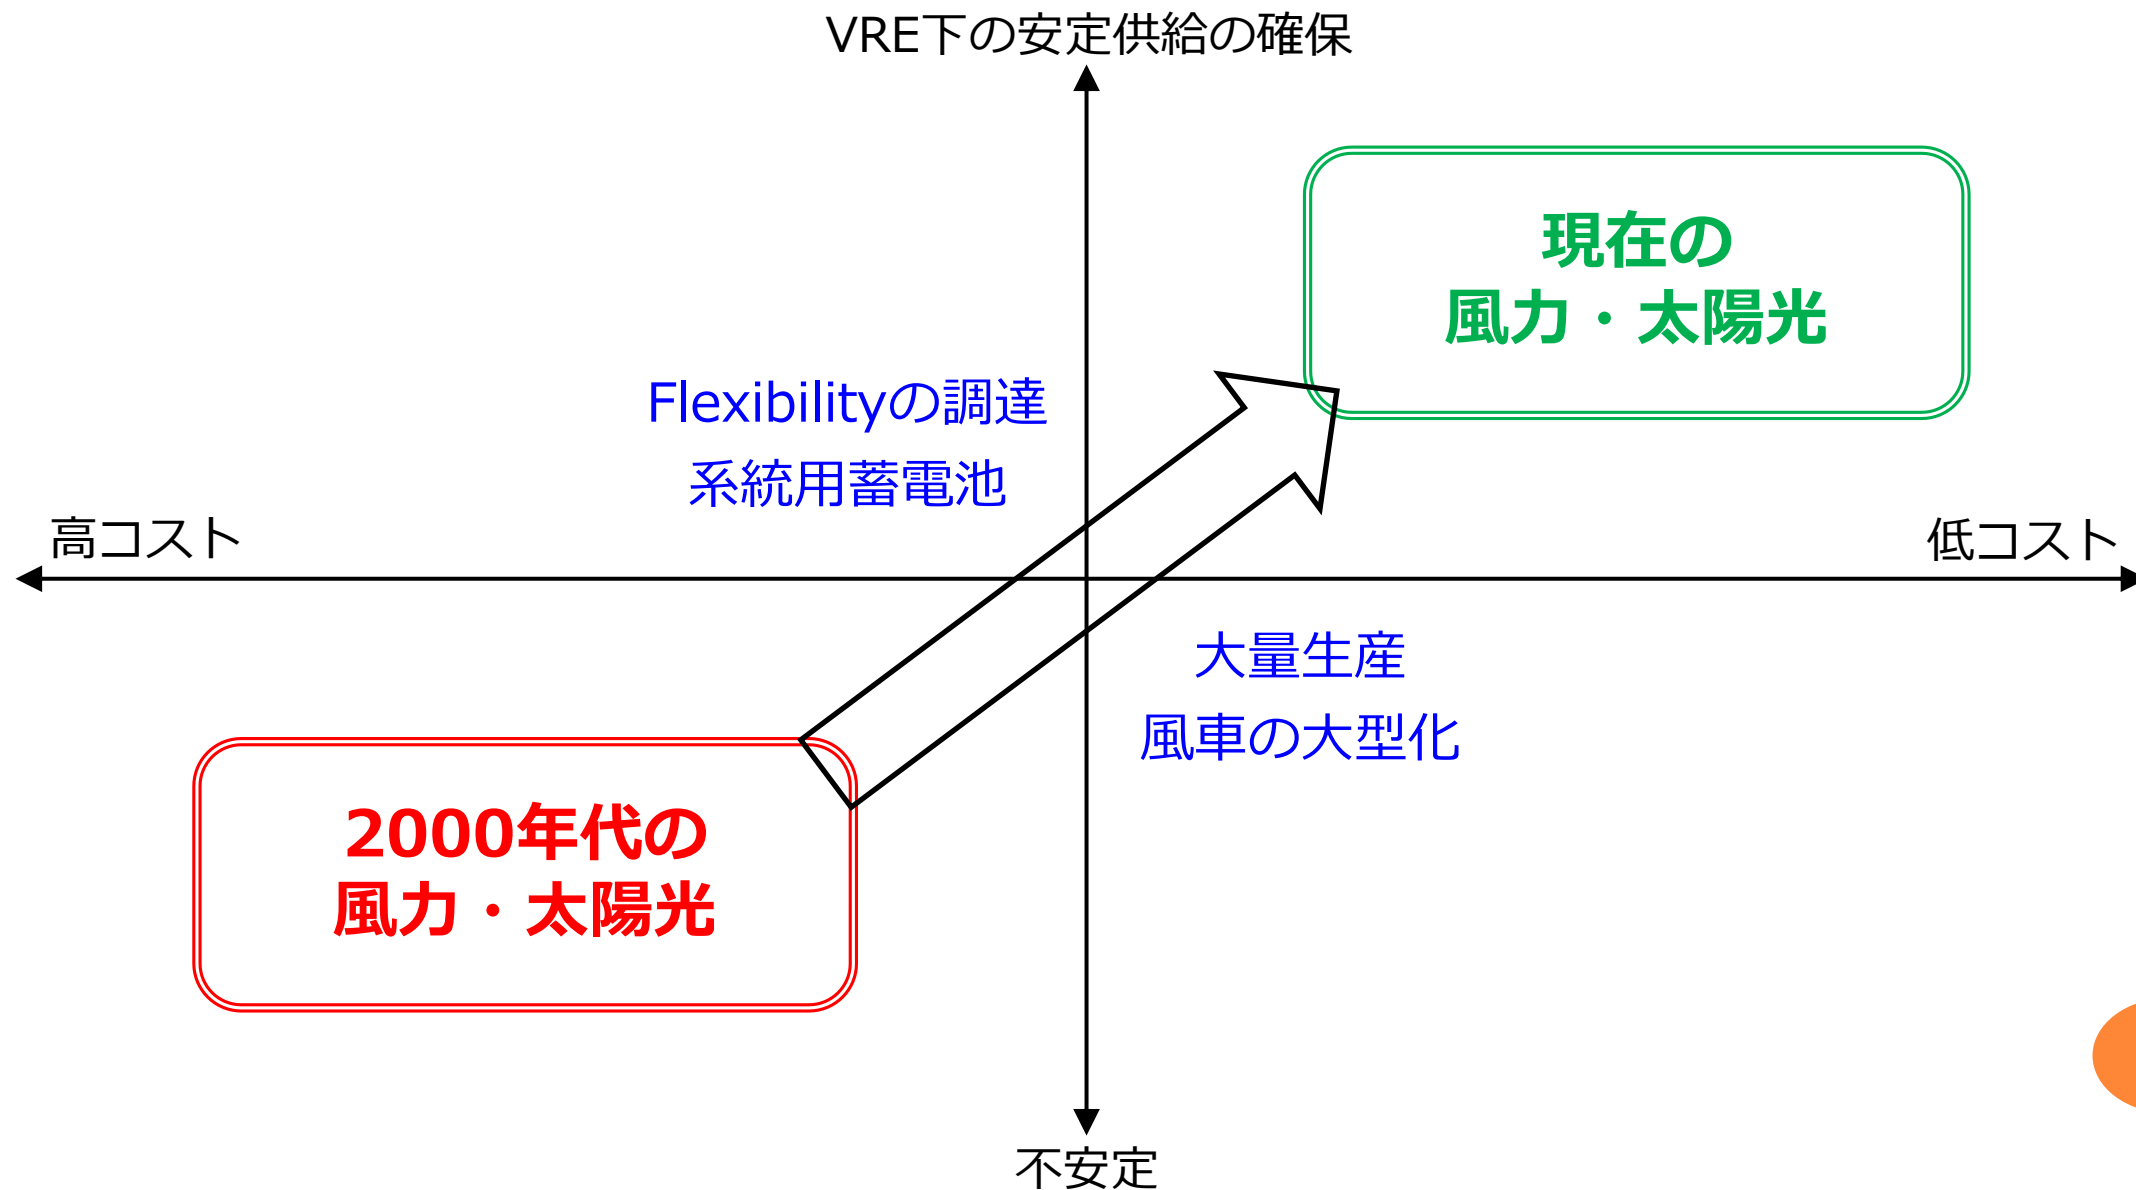 VRE下の安定供給の確保
現在の
風力・太陽光
Flexibilityの調達
系統用蓄電池
高コスト
低コスト
大量生産
風車の大型化
2000年代の
風力・太陽光
不安定